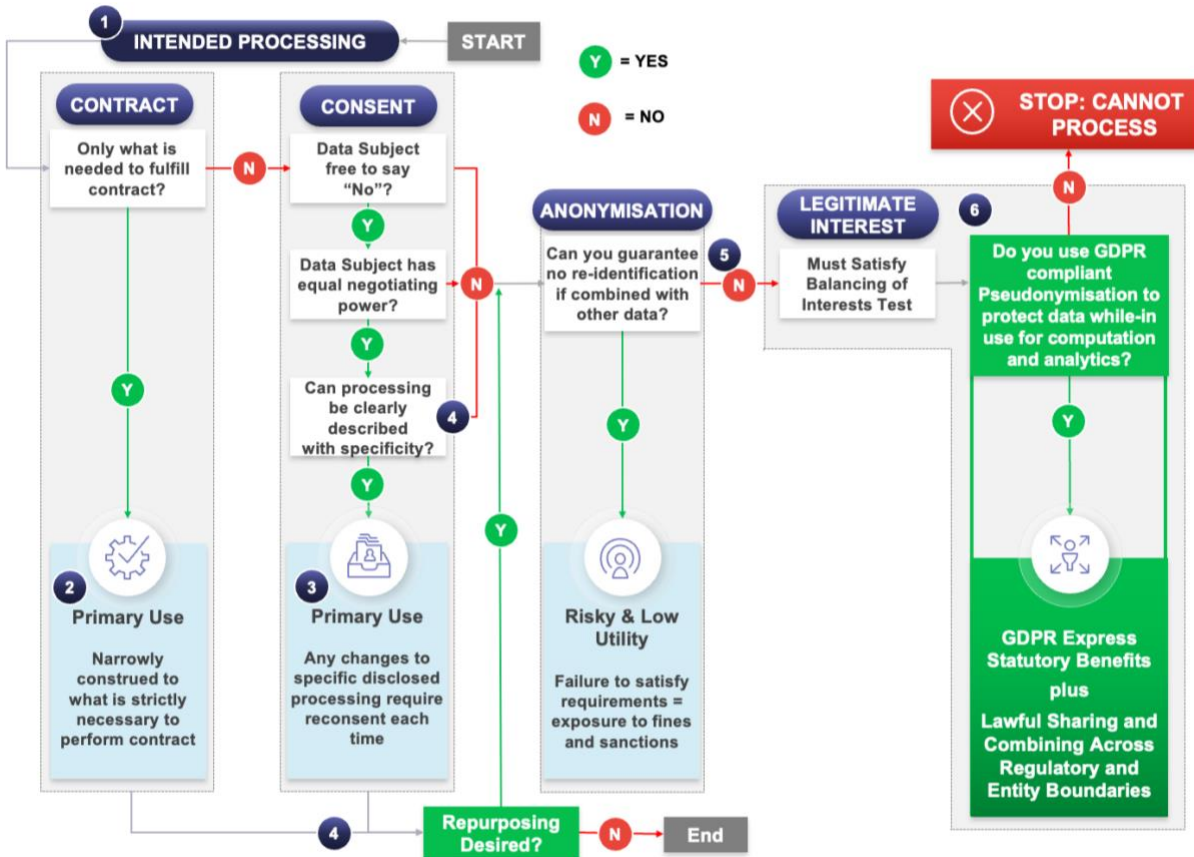 1
INTENDED PROCESSING
START
Y = YES
N = NO
CONTRACT
Only what is
needed to fulfill
contract?
N
Y
2
Primary Use
Narrowly
construed to
what is strictly
necessary to
perform contract
CONSENT
Data Subject
free to say
“No”?
Y
Data Subject has
equal negotiating
power?
N
Y
Can processing
be clearly
described
with specificity?
4
Y
3
Primary Use
Any changes to
specific disclosed
processing require
reconsent each
time
4
Repurposing
Desired?
N
End
Y
ANONYMISATION
Can you guarantee
no re-identification
if combined with
other data?
5
N
Y
Risky & Low
Utility
Failure to satisfy
requirements =
exposure to fines
and sanctions
LEGITIMATE
INTEREST
Must Satisfy
Balancing of
Interests Test
6
STOP: CANNOT
PROCESS
N
Do you use GDPR
compliant
Pseudonymisation to
protect data while-in
use for computation
and analytics?
Y
GDPR Express
Statutory Benefits
plus
Lawful Sharing and
Combining Across
Regulatory and
Entity Boundaries